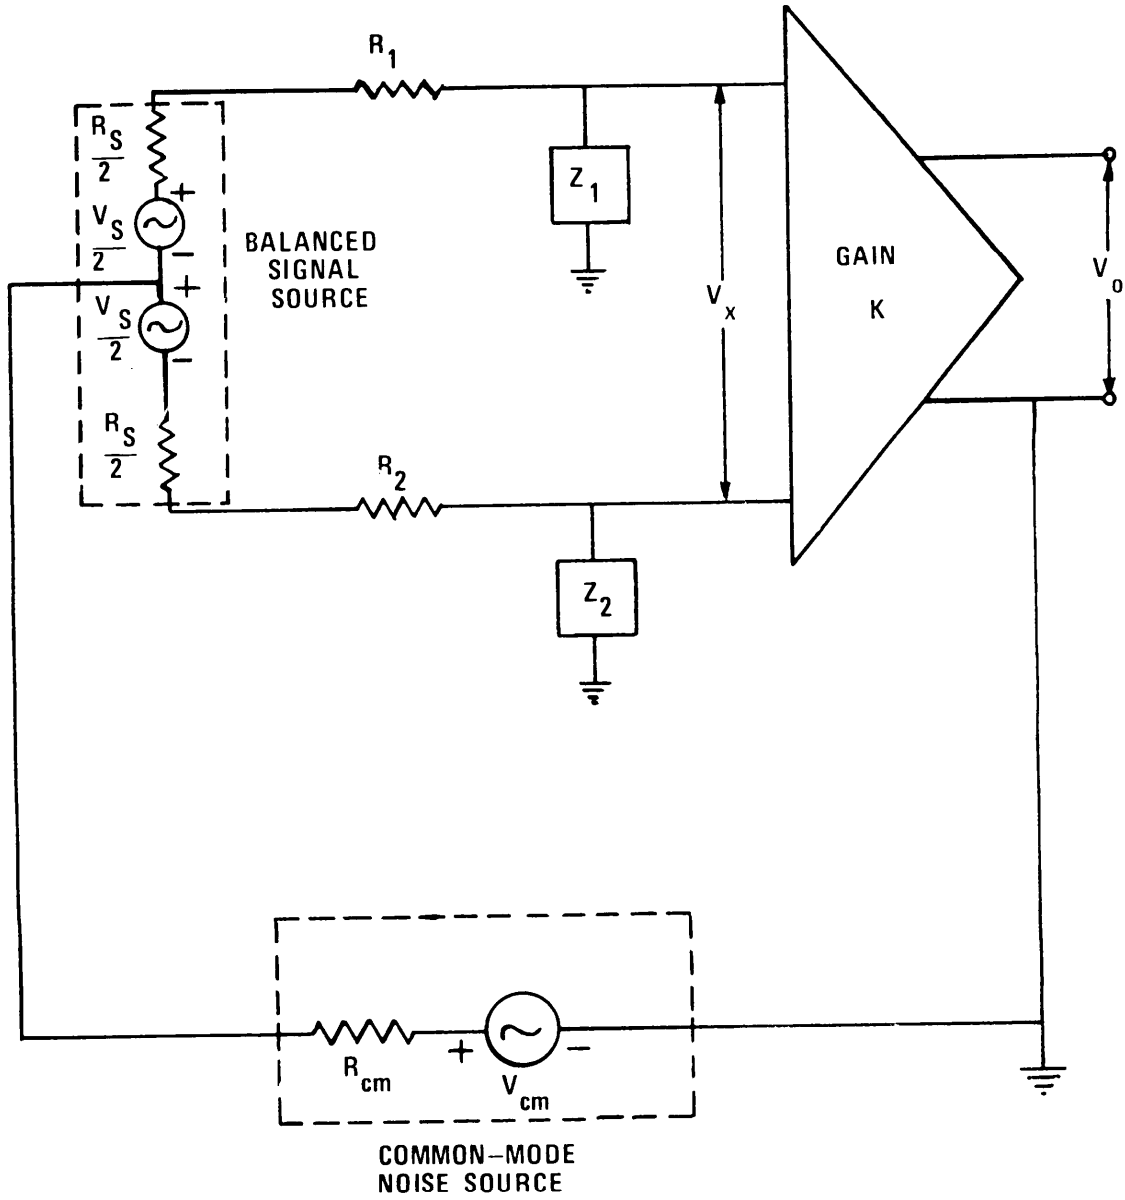 R1
RS
2
VS
2
+
−
BALANCED
SIGNAL
SOURCE
Z1
GAIN
K
Vx
Vo
+
VS
2
−
RS
2
R2
Z2
Rcm
+
−
Vcm
COMMON–MODE
NOISE SOURCE